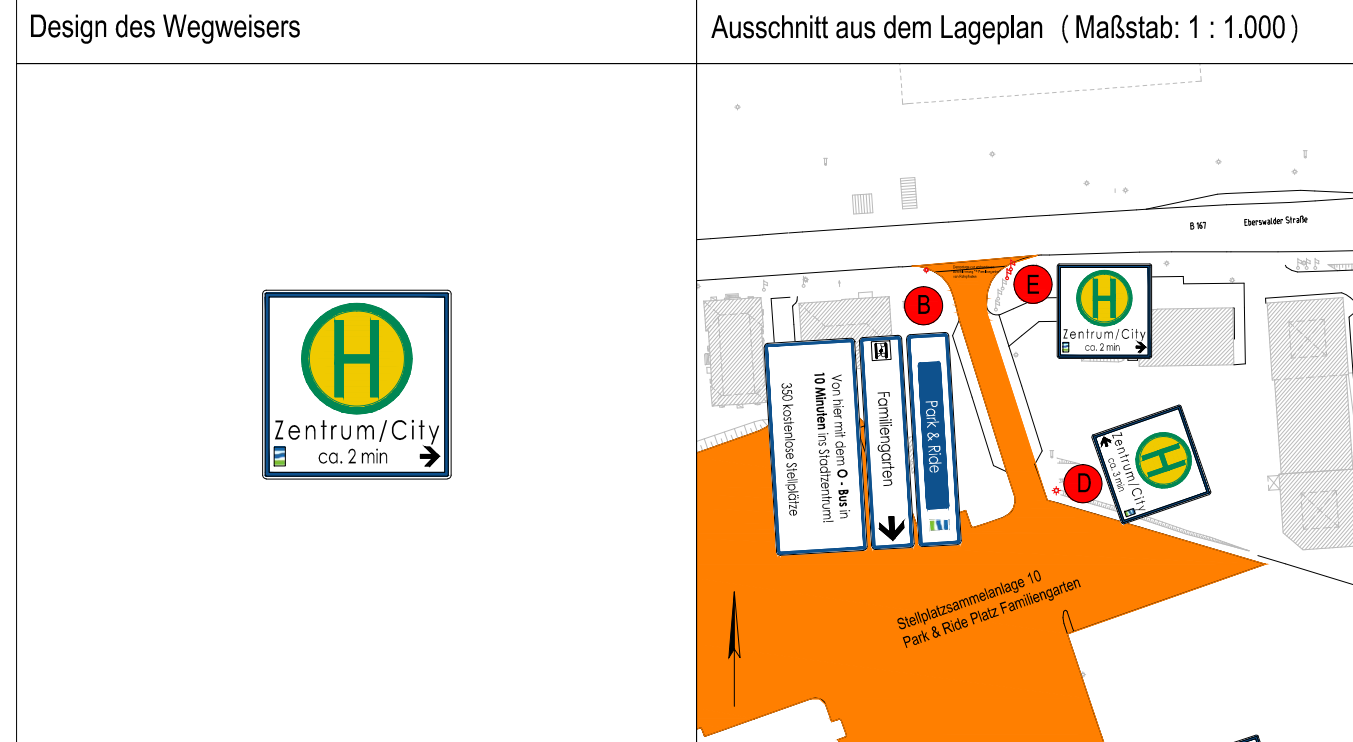 Design des Wegweisers
Ausschnitt aus dem Lageplan (Maßstab: 1 : 1.000)
H
Zentrum/City
ca. 2 min
B 167
Eberswalder Straße
B
E
H
Zentrum/City
ca. 2 min
Park & Ride
Familiengarten
Von hier mit dem O - Bus in
10 Minuten ins Stadtzentrum!
350 kostenlose Stellplätze
D
H
Zentrum/City
ca. 3 min
Stellplatzsammelanlage 10
Park & Ride Platz Familiengarten